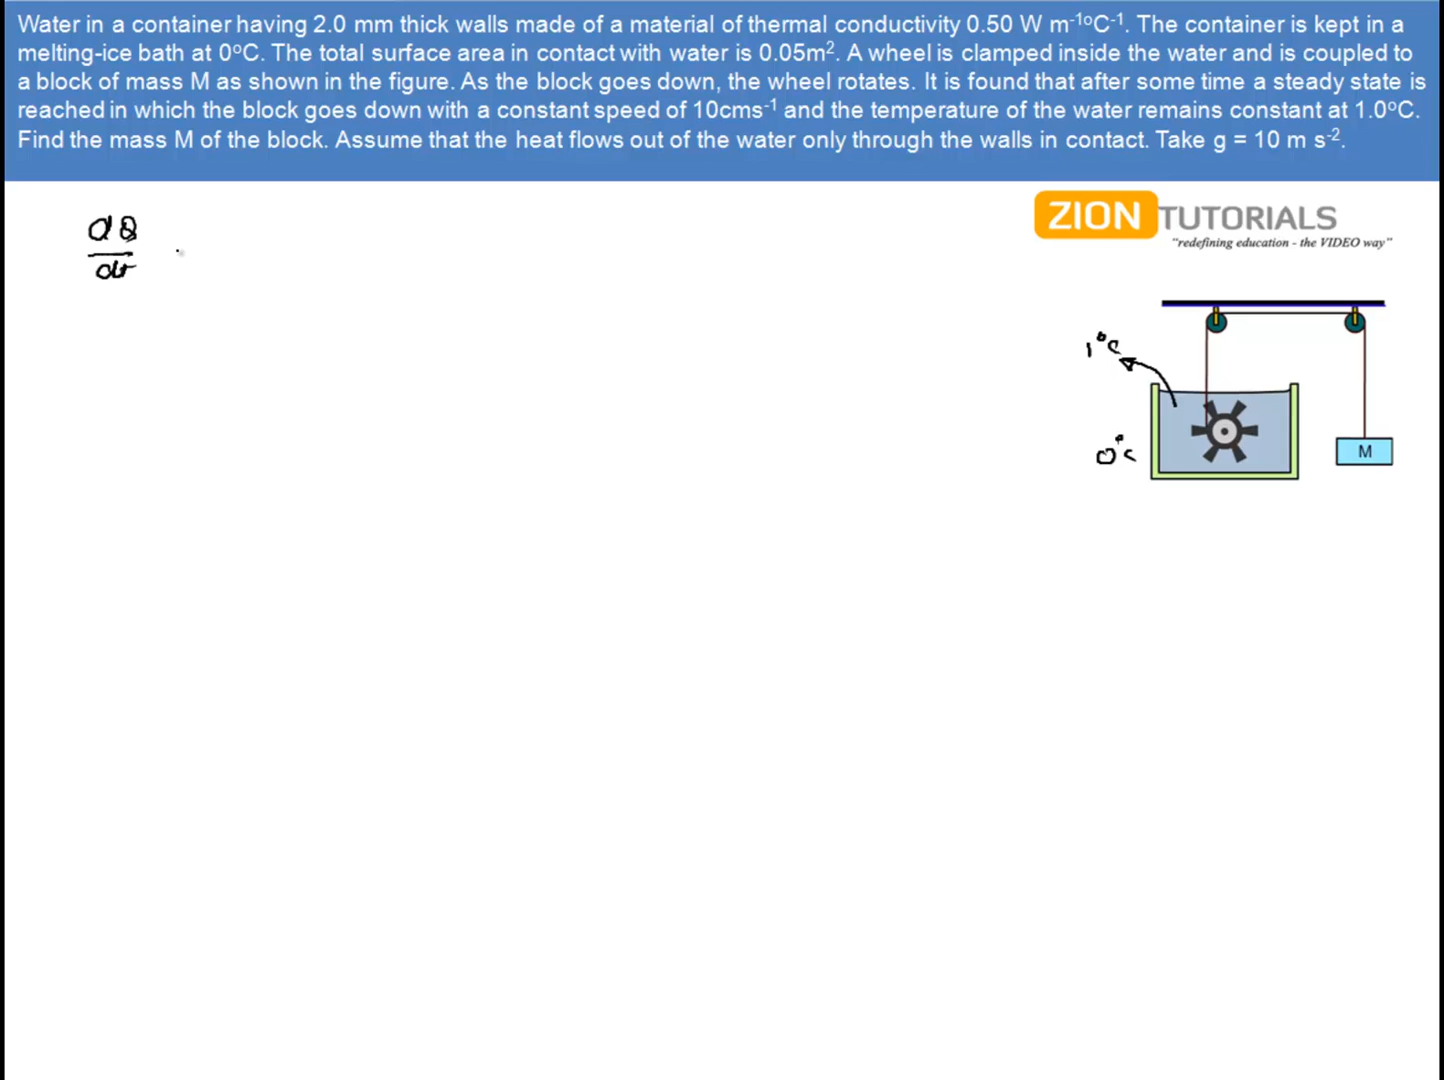 Water in a container having 2.0 mm thick walls made of a material of thermal conductivity 0.50 W m⁻¹ᵒC⁻¹. The container is kept in a
melting-ice bath at 0ᵒC. The total surface area in contact with water is 0.05m². A wheel is clamped inside the water and is coupled to
a block of mass M as shown in the figure. As the block goes down, the wheel rotates. It is found that after some time a steady state is
reached in which the block goes down with a constant speed of 10cms⁻¹ and the temperature of the water remains constant at 1.0ᵒC.
Find the mass M of the block. Assume that the heat flows out of the water only through the walls in contact. Take g = 10 m s⁻².
ZION TUTORIALS
"redefining education - the VIDEO way"
dQ
dt
1°C
0°C
M